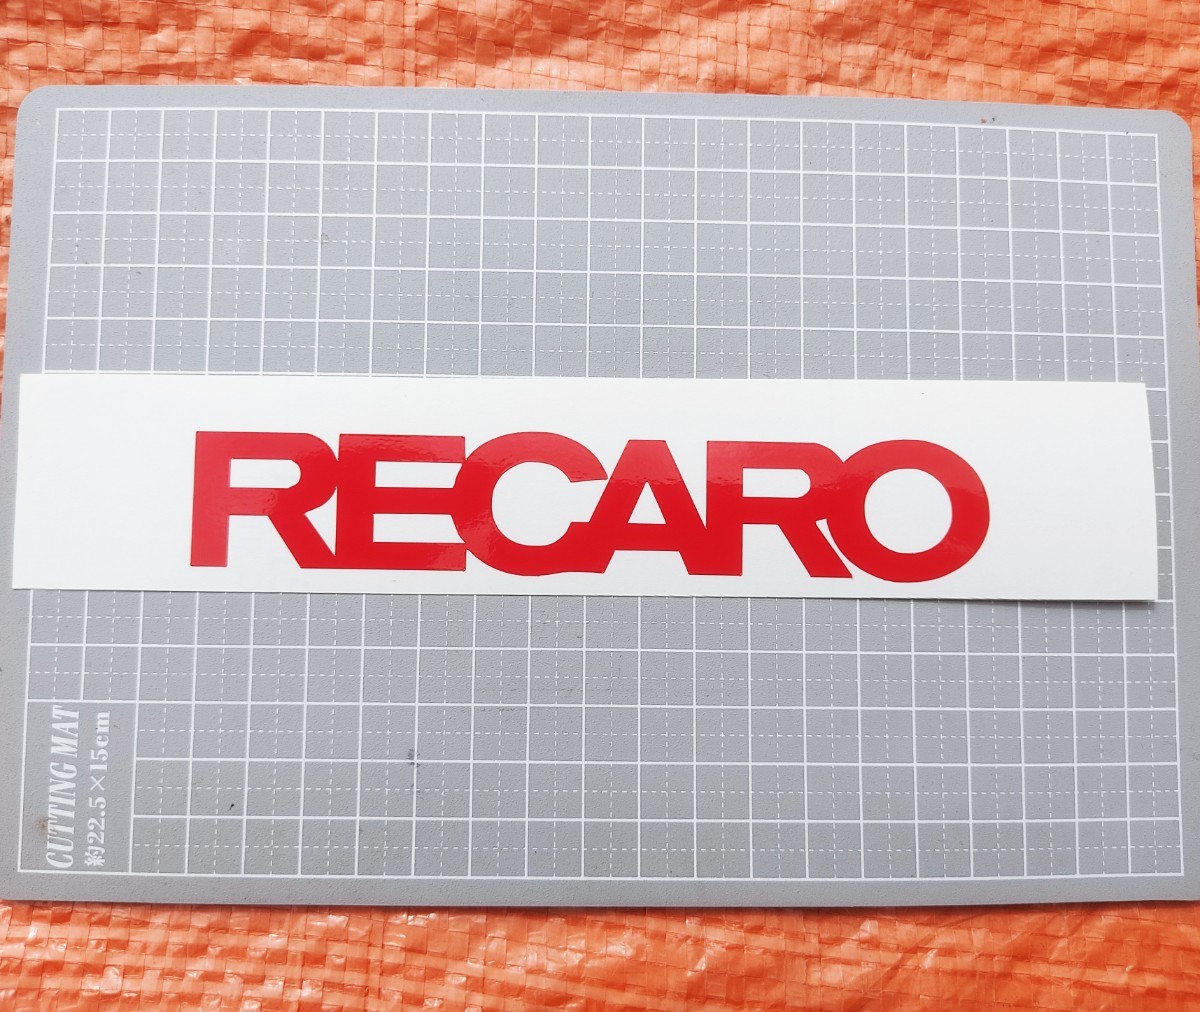 RECARO
CUTTING MAT
約22.5×15cm